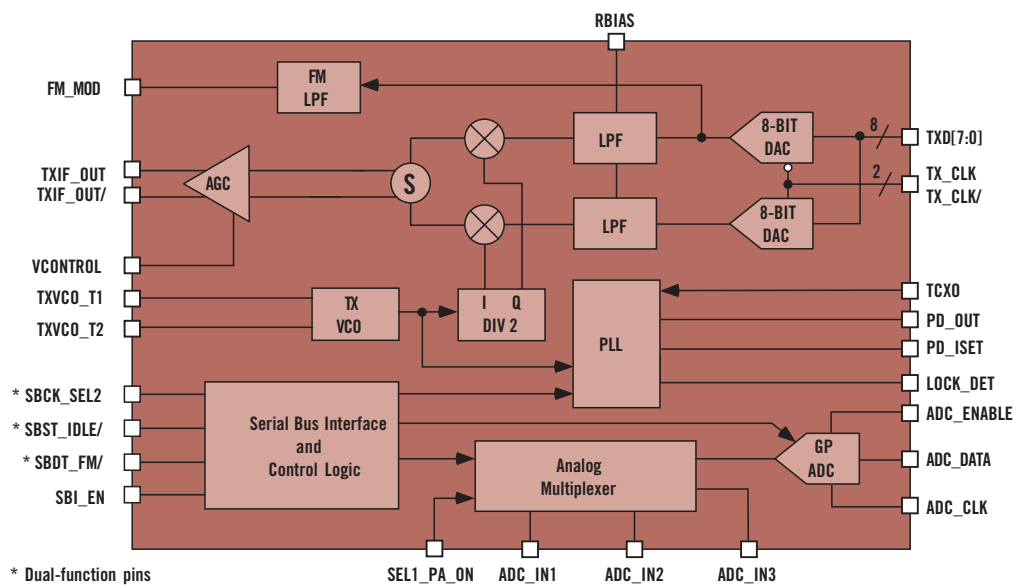 RBIAS
FM_MOD
FM
LPF
LPF
8-BIT
DAC
8
TXD[7:0]
TXIF_OUT
TXIF_OUT/
AGC
S
2
TX_CLK
TX_CLK/
LPF
8-BIT
DAC
VCONTROL
TXVCO_T1
TXVCO_T2
TX
VCO
I Q
DIV 2
PLL
TCXO
PD_OUT
PD_ISET
LOCK_DET
* SBCK_SEL2
* SBST_IDLE/
* SBDT_FM/
SBI_EN
Serial Bus Interface
and
Control Logic
Analog
Multiplexer
GP
ADC
ADC_ENABLE
ADC_DATA
ADC_CLK
* Dual-function pins
SEL1_PA_ON
ADC_IN1
ADC_IN2
ADC_IN3